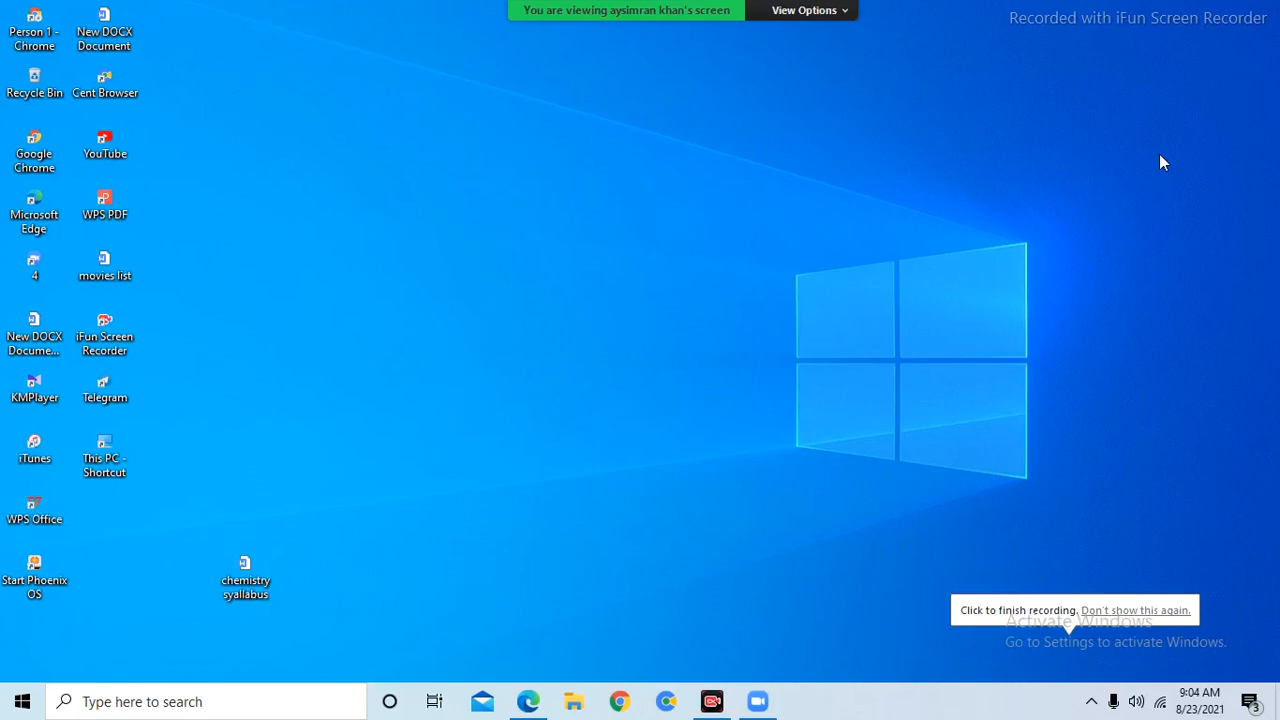 You are viewing aysimran khan's screen
View Options
Recorded with iFun Screen Recorder
Person 1 -
Chrome
New DOCX
Document
Recycle Bin
Cent Browser
Google
Chrome
YouTube
Microsoft
Edge
WPS PDF
4
movies list
New DOCX
Docume...
iFun Screen
Recorder
KMPlayer
Telegram
iTunes
This PC -
Shortcut
WPS Office
Start Phoenix
OS
chemistry
syallabus
Click to finish recording. Don't show this again.
Activate Windows
Go to Settings to activate Windows.
Type here to search
9:04 AM
8/23/2021
3